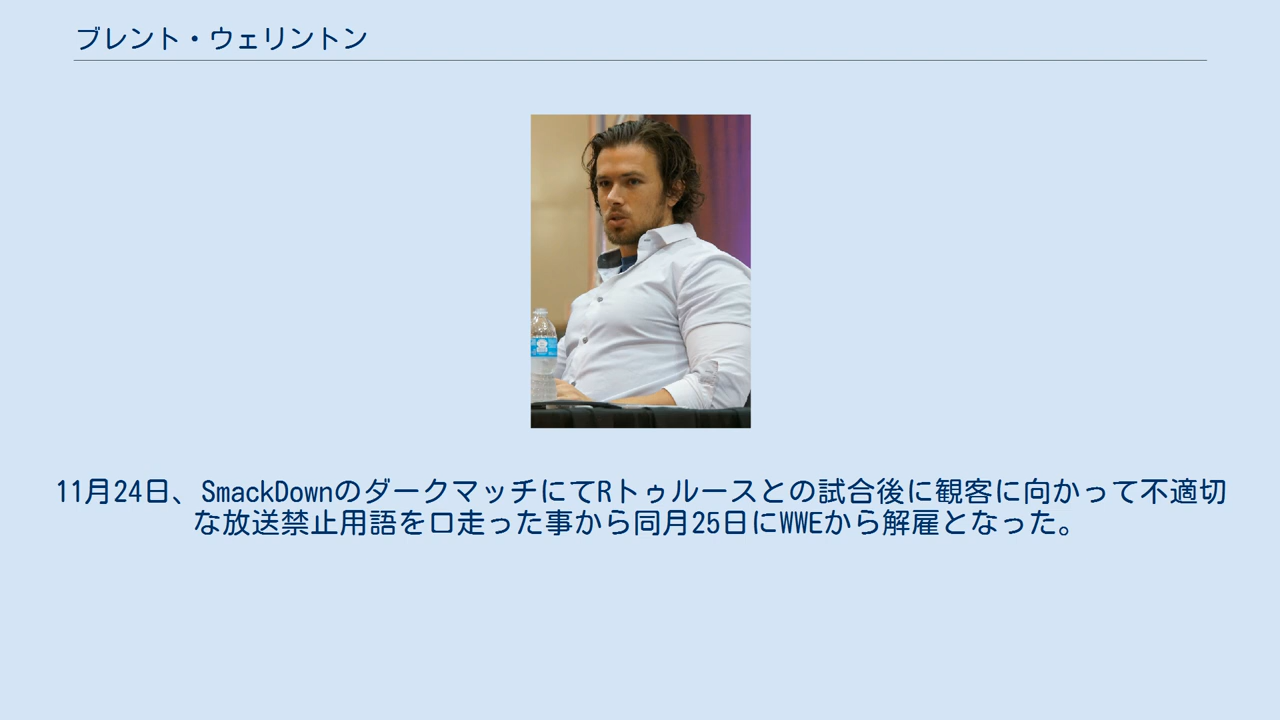 ブレント・ウェリントン
11月24日、SmackDownのダークマッチにてRトゥルースとの試合後に観客に向かって不適切
な放送禁止用語を口走った事から同月25日にWWEから解雇となった。